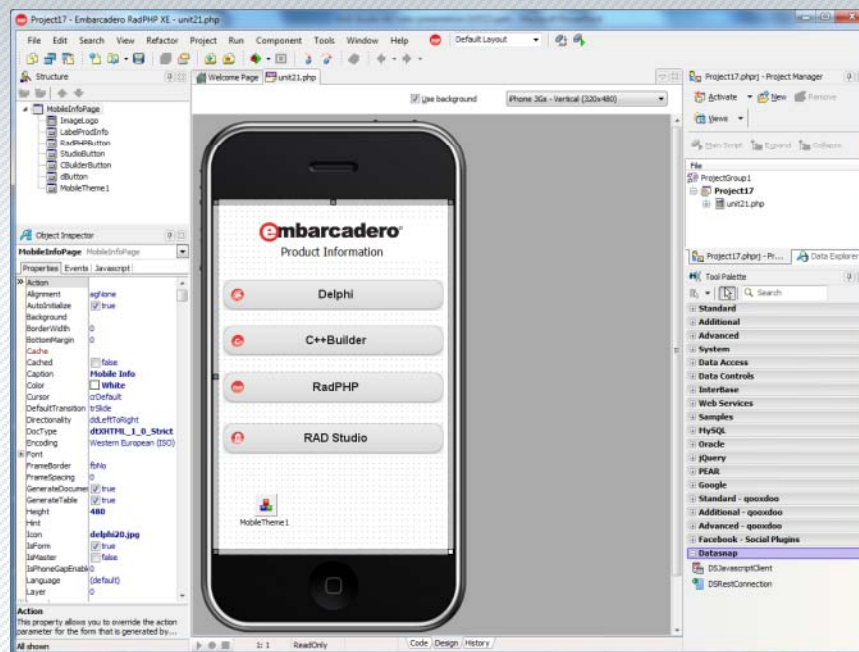 Project17 - Embarcadero RadPHP XE - unit21.php
File Edit Search View Refactor Project Run Component Tools Window Help
Default Layout
Structure
MobileInfoPage
ImageLogo
LabelProdInfo
RadPHPButton
StudioButton
CBuilderButton
dButton
MobileTheme1
Object Inspector
MobileInfoPage MobileInfoPage
Properties Events Javascript
Action
Alignment agNone
AutoInitialize true
Background
BorderWidth 0
BottomMargin 0
Cache
Cached false
Caption Mobile Info
Color White
Cursor crDefault
DefaultTransition trSlide
Directionality ddLeftToRight
DocType dtXHTML_1_0_Strict
Encoding Western European (ISO)
Font
FrameBorder fbNo
FrameSpacing 0
GenerateDocumen true
GenerateTable true
Height 480
Hint
Icon delphi20.jpg
IsForm true
IsMaster false
IsPhoneGapEnabl 0
Language (default)
Layer 0
Action
This property allows you to override the action
parameter for the form that is generated by...
All shown
Welcome Page unit21.php
Use background
iPhone 3Gs - Vertical (320x480)
embarcadero
Product Information
Delphi
C++Builder
RadPHP
RAD Studio
MobileTheme1
1: 1 ReadOnly
Code Design History
Project17.phprj - Project Manager
Activate New Remove
Views
Main Script Expand Collapse
File
ProjectGroup1
Project17
unit21.php
Project17.phprj - Pr... Data Explorer
Tool Palette
Search
Standard
Additional
Advanced
System
Data Access
Data Controls
InterBase
Web Services
Samples
MySQL
Oracle
jQuery
PEAR
Google
Standard - qooxdoo
Additional - qooxdoo
Advanced - qooxdoo
Facebook - Social Plugins
Datasnap
DSJavascriptClient
DSRestConnection